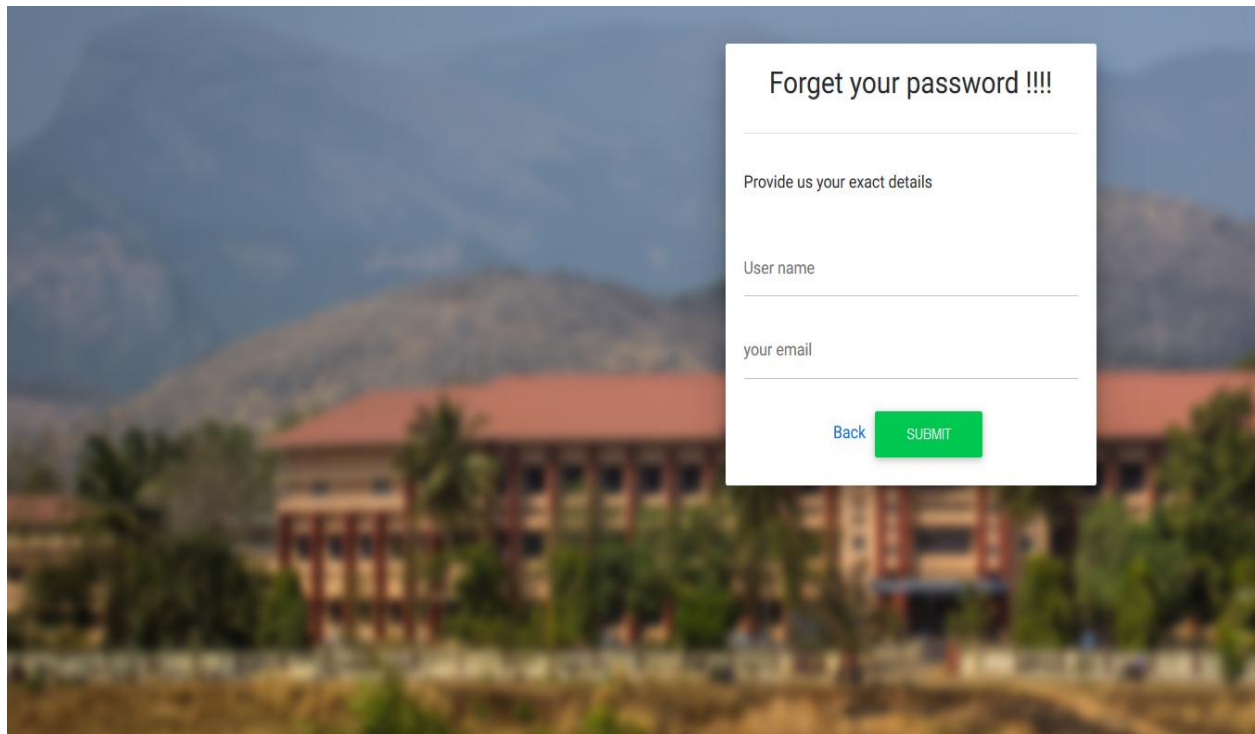 Forget your password !!!!
Provide us your exact details
User name
your email
Back SUBMIT